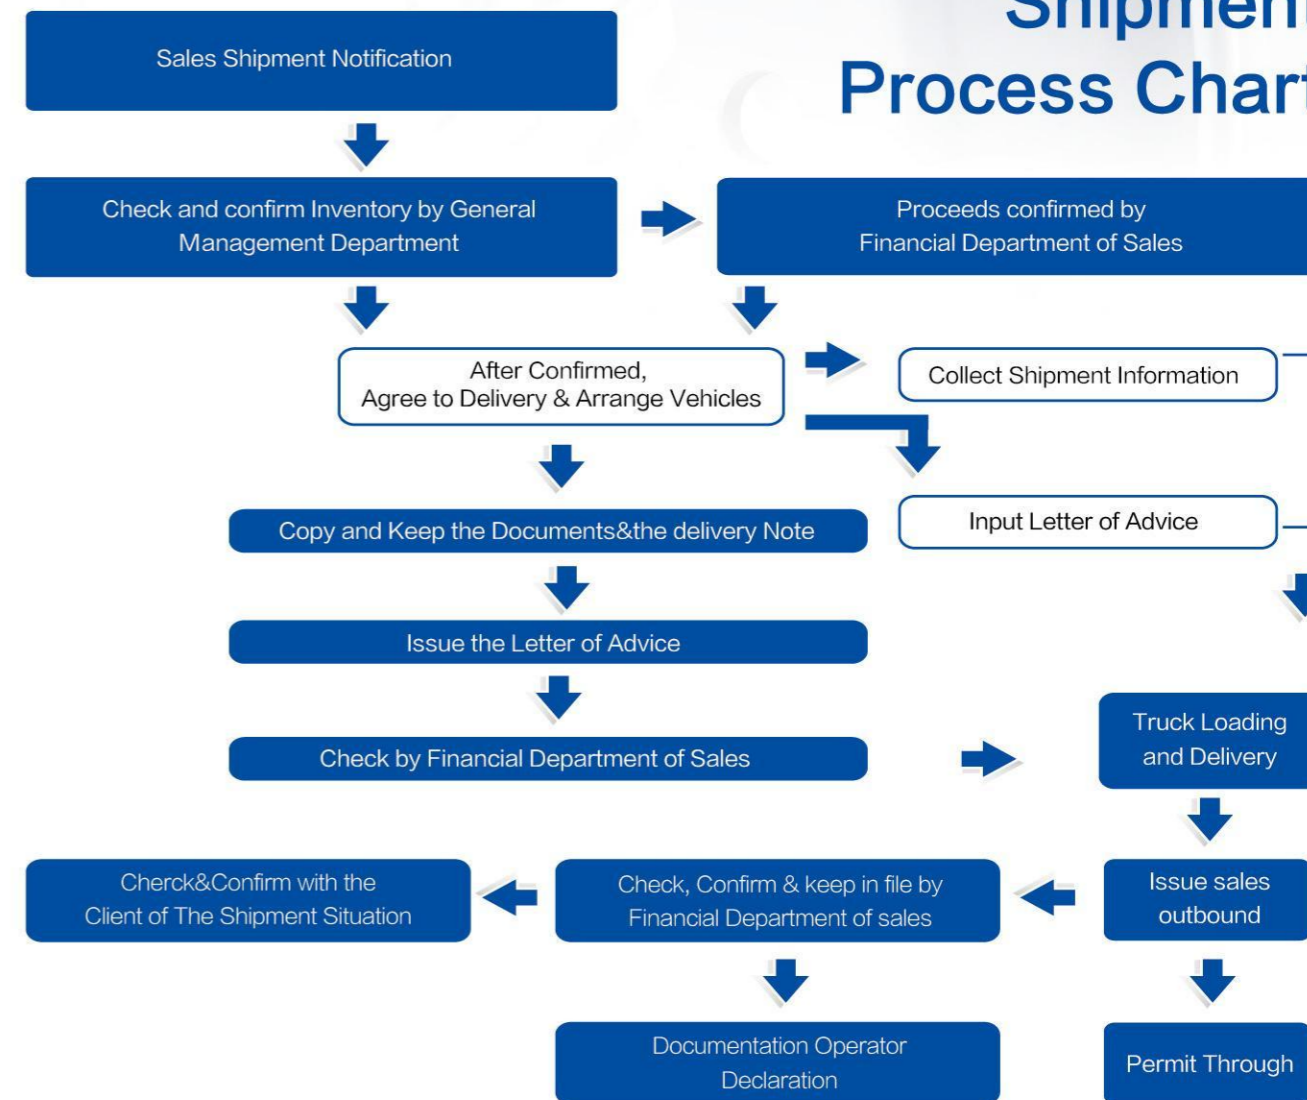 Shipment
Process Chart
Sales Shipment Notification
Check and confirm Inventory by General
Management Department
Proceeds confirmed by
Financial Department of Sales
After Confirmed,
Agree to Delivery & Arrange Vehicles
Collect Shipment Information
Input Letter of Advice
Copy and Keep the Documents&the delivery Note
Issue the Letter of Advice
Check by Financial Department of Sales
Truck Loading
and Delivery
Cherck&Confirm with the
Client of The Shipment Situation
Check, Confirm & keep in file by
Financial Department of sales
Issue sales
outbound
Documentation Operator
Declaration
Permit Through